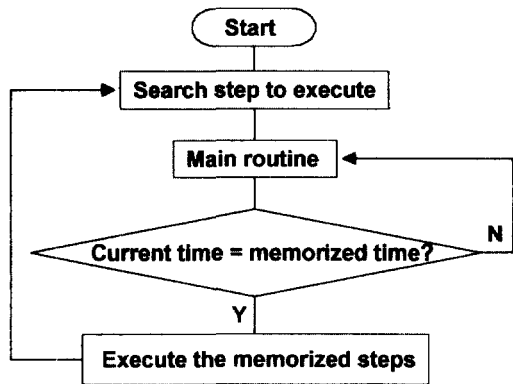 Start
Search step to execute
Main routine
Current time = memorized time?
N
Y
Execute the memorized steps